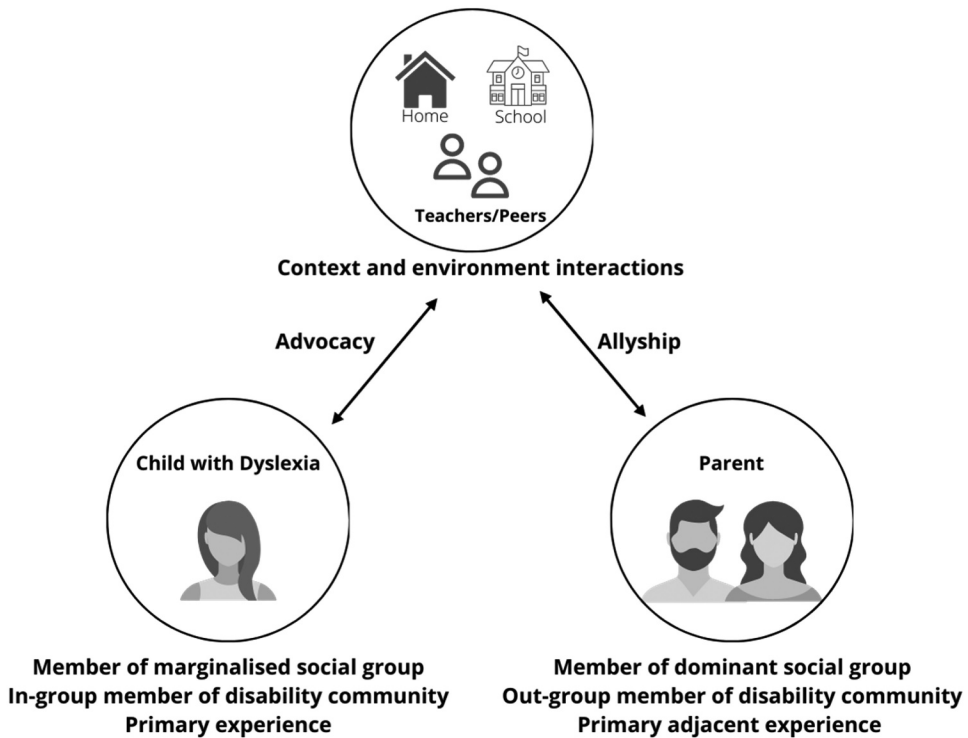 Home
School
Teachers/Peers
Context and environment interactions
Advocacy
Allyship
Child with Dyslexia
Parent
Member of marginalised social group
In-group member of disability community
Primary experience
Member of dominant social group
Out-group member of disability community
Primary adjacent experience